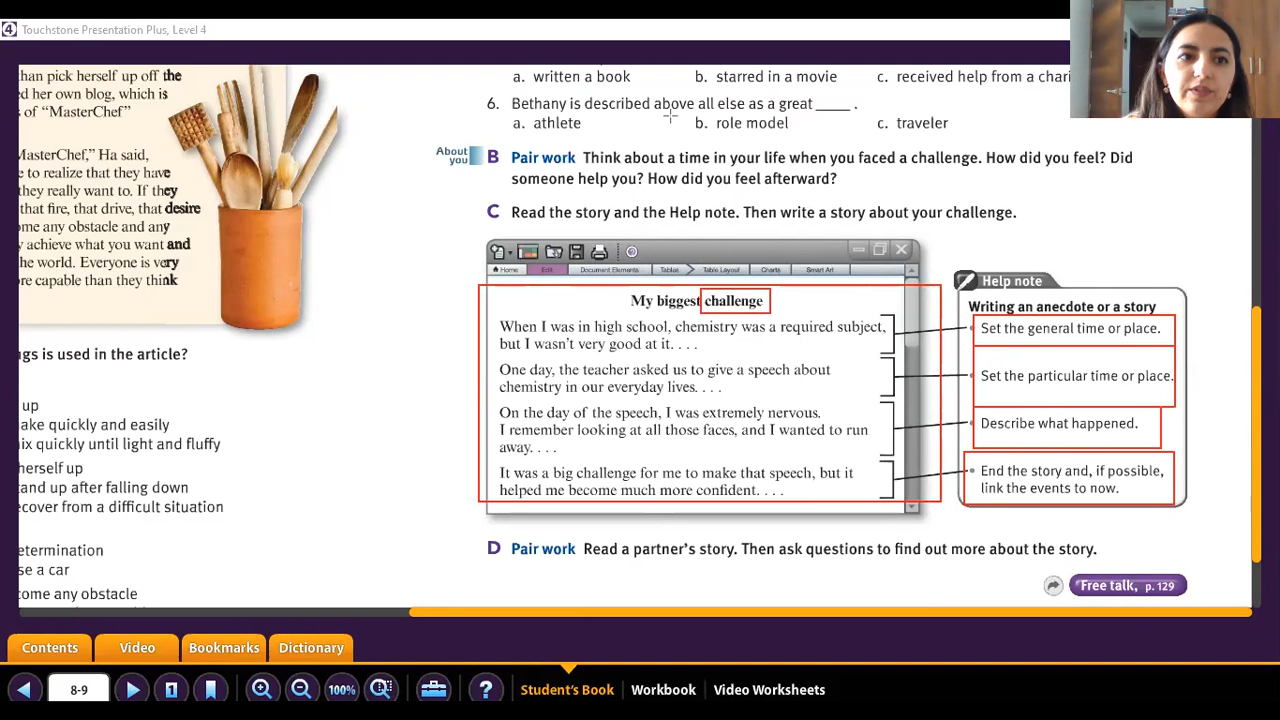 Touchstone Presentation Plus, Level 4
than pick herself up off the
ed her own blog, which is
s of “MasterChef”
MasterChef,” Ha said,
e to realize that they have
they really want to. If they
that fire, that drive, that desire
ome any obstacle and any
y achieve what you want and
he world. Everyone is very
ore capable than they think
ngs is used in the article?
up
ake quickly and easily
ix quickly until light and fluffy
herself up
tand up after falling down
ecover from a difficult situation
etermination
se a car
come any obstacle
a. written a book b. starred in a movie c. received help from a chari
6. Bethany is described above all else as a great ____ .
a. athlete b. role model c. traveler
About you
B Pair work Think about a time in your life when you faced a challenge. How did you feel? Did
someone help you? How did you feel afterward?
C Read the story and the Help note. Then write a story about your challenge.
Home Edit Document Elements Tables Table Layout Charts Smart Art
My biggest challenge
When I was in high school, chemistry was a required subject,
but I wasn’t very good at it. . . .
One day, the teacher asked us to give a speech about
chemistry in our everyday lives. . . .
On the day of the speech, I was extremely nervous.
I remember looking at all those faces, and I wanted to run
away. . . .
It was a big challenge for me to make that speech, but it
helped me become much more confident. . . .
Help note
Writing an anecdote or a story
• Set the general time or place.
• Set the particular time or place.
• Describe what happened.
• End the story and, if possible,
link the events to now.
D Pair work Read a partner’s story. Then ask questions to find out more about the story.
Free talk, p. 129
Contents Video Bookmarks Dictionary
8-9 1 100% ? Student's Book Workbook Video Worksheets